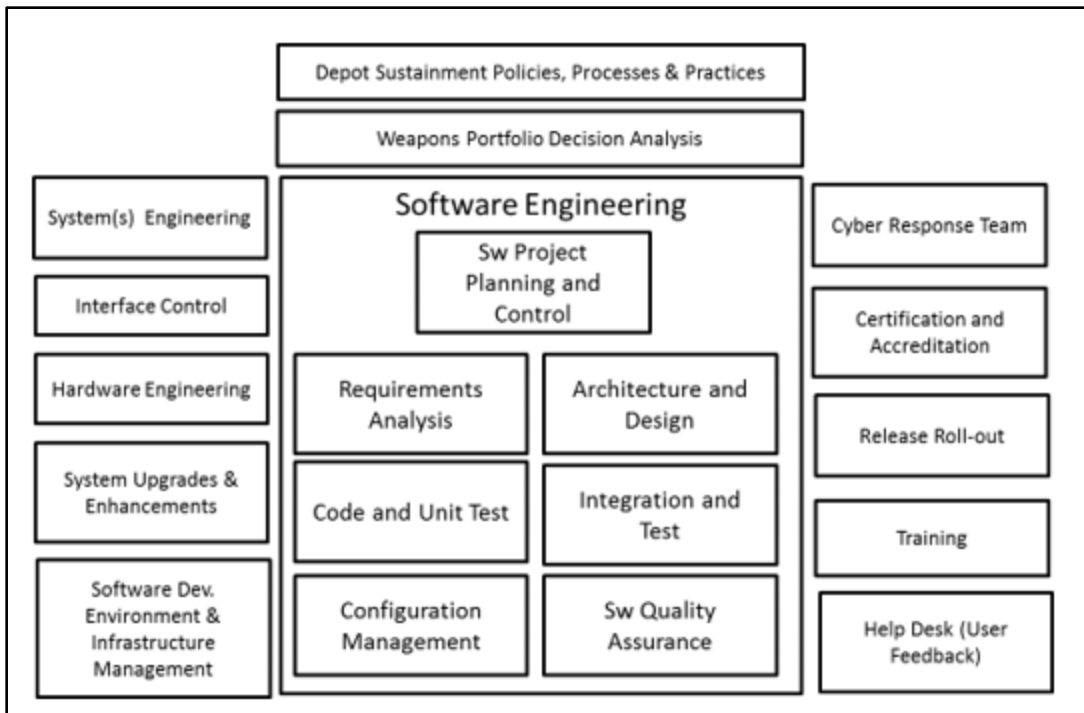 Depot Sustainment Policies, Processes & Practices
Weapons Portfolio Decision Analysis
System(s) Engineering
Interface Control
Hardware Engineering
System Upgrades &
Enhancements
Software Dev.
Environment &
Infrastructure
Management
Software Engineering
Sw Project
Planning and
Control
Requirements
Analysis
Architecture and
Design
Code and Unit Test
Integration and
Test
Configuration
Management
Sw Quality
Assurance
Cyber Response Team
Certification and
Accreditation
Release Roll-out
Training
Help Desk (User
Feedback)